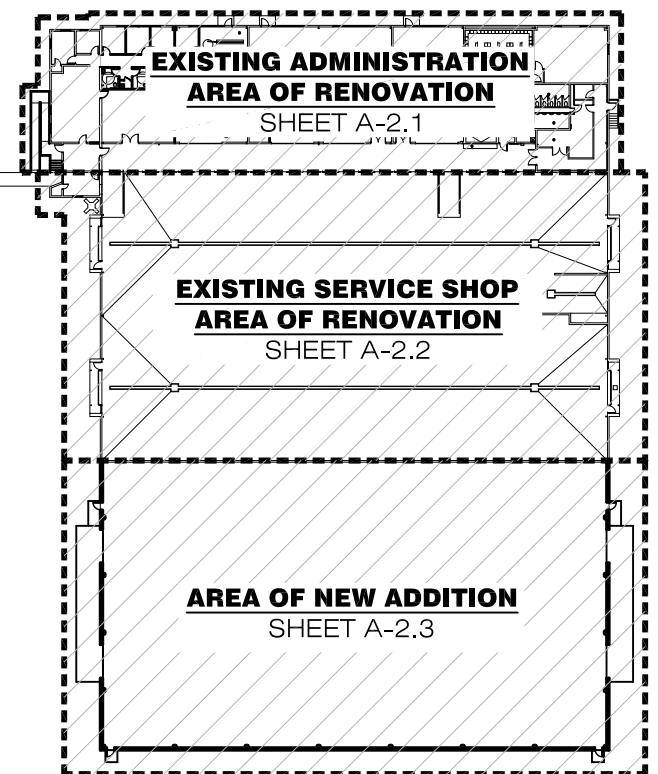 EXISTING ADMINISTRATION
AREA OF RENOVATION
SHEET A-2.1
EXISTING SERVICE SHOP
AREA OF RENOVATION
SHEET A-2.2
AREA OF NEW ADDITION
SHEET A-2.3